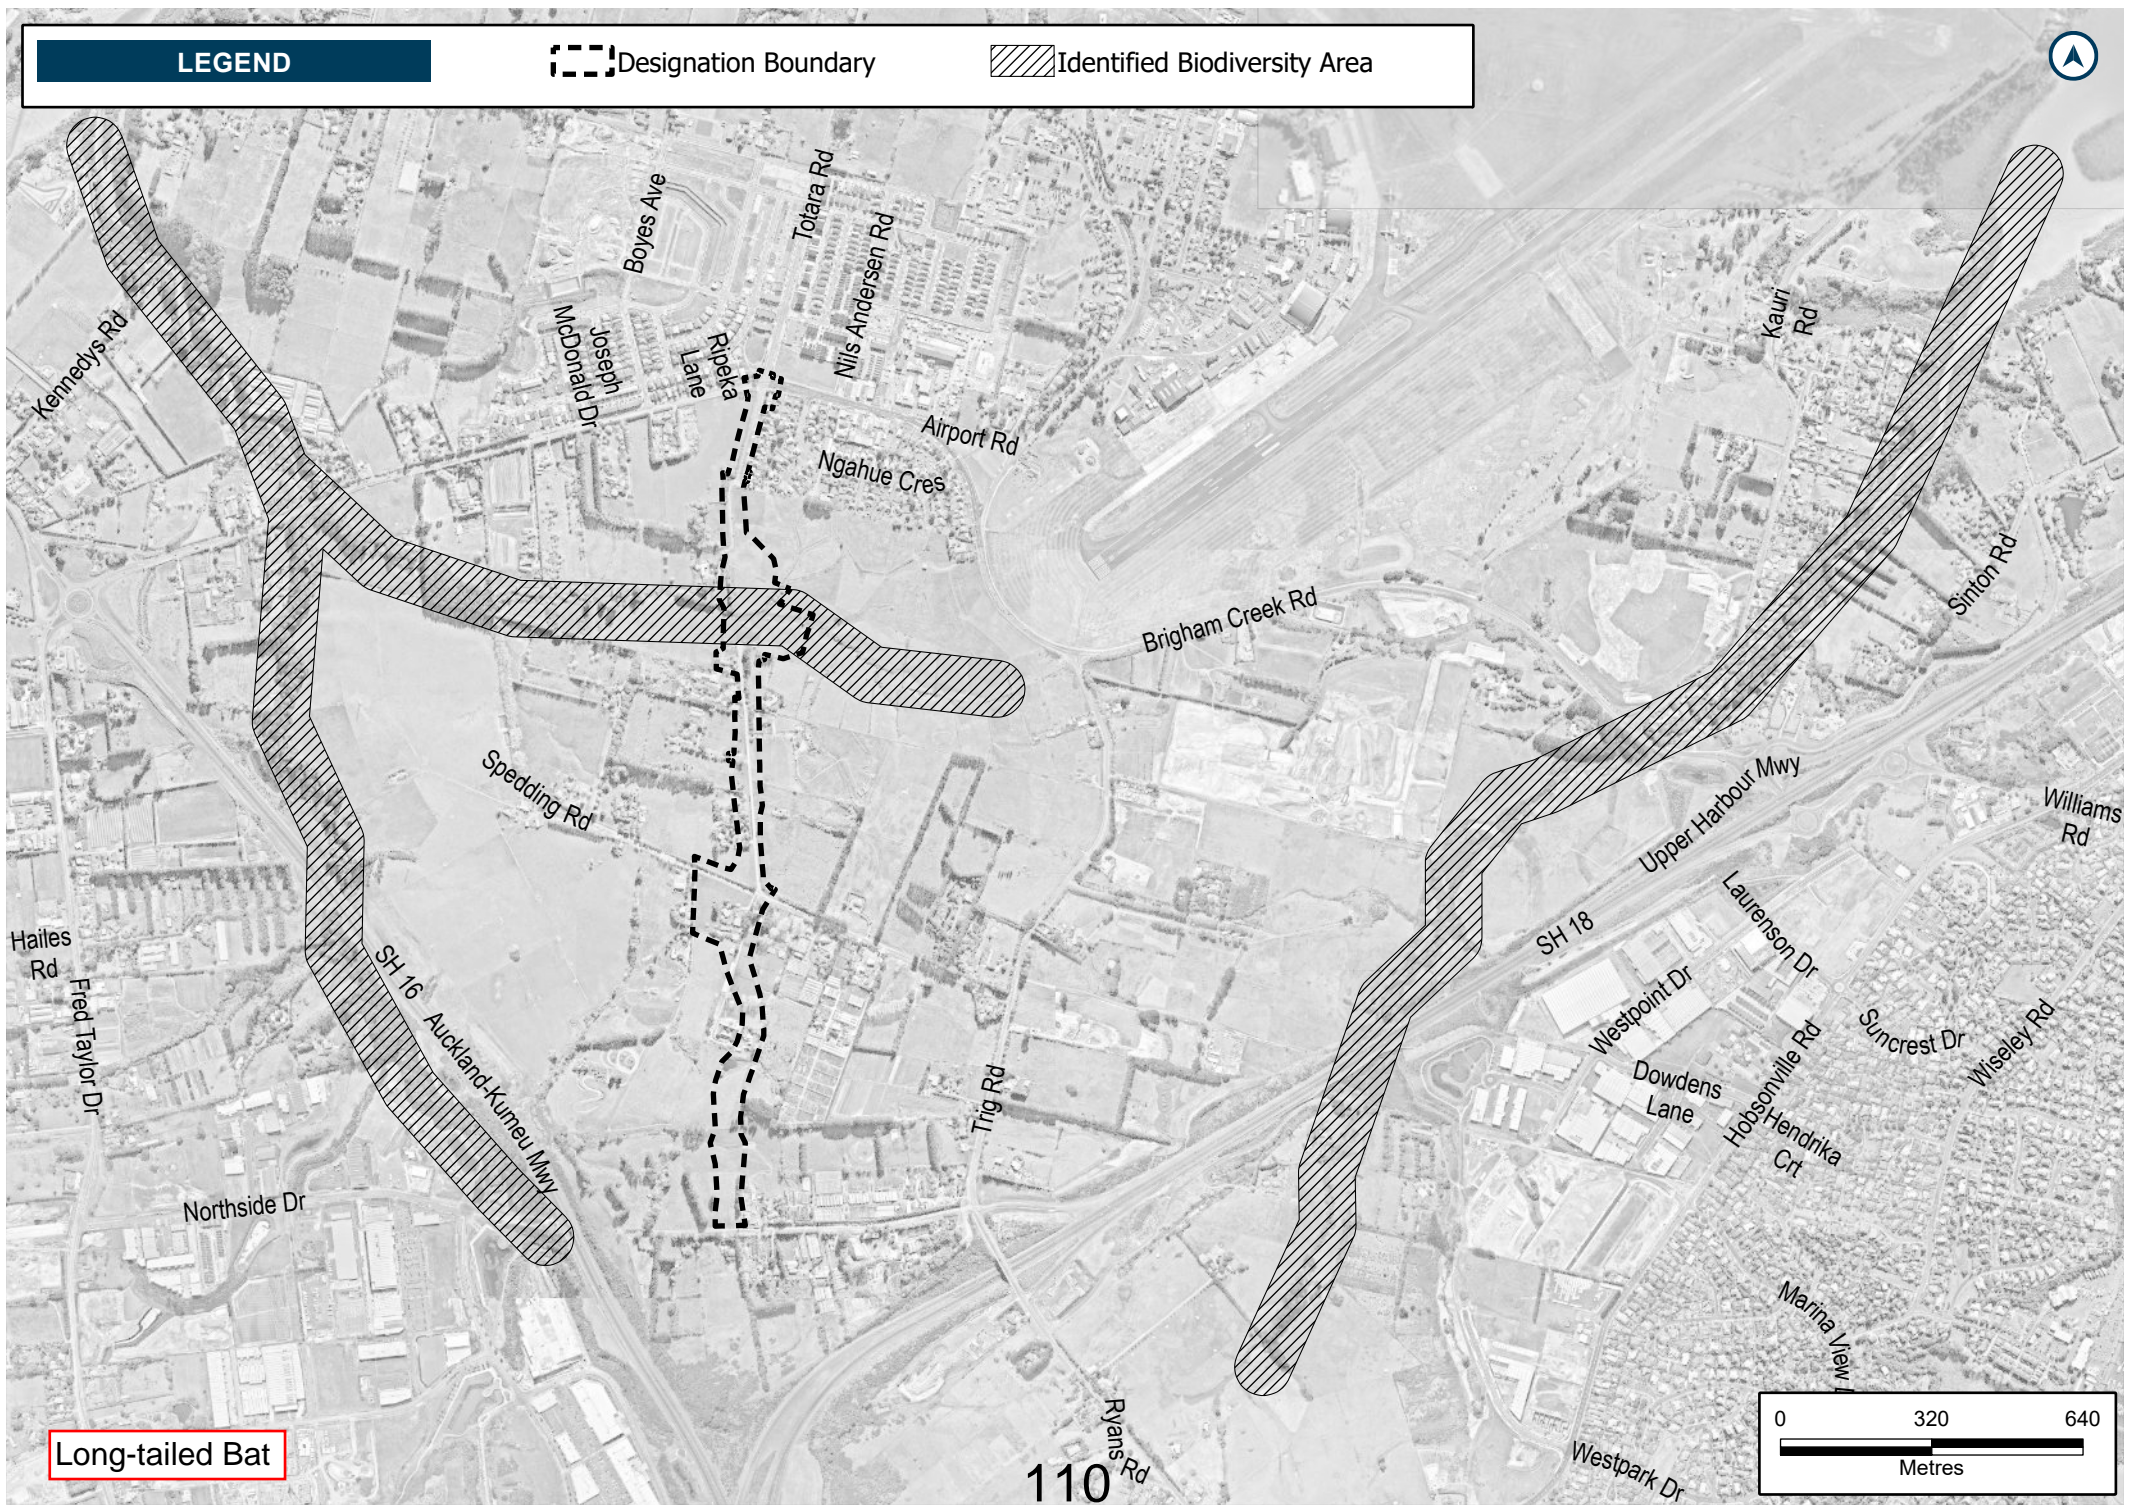 LEGEND
Designation Boundary
Identified Biodiversity Area
Boyes Ave
Totara Rd
Nils Andersen Rd
Kauri
Rd
Kennedys Rd
Joseph
McDonald Dr
Ripeka
Lane
Airport Rd
Ngahue Cres
Sinton Rd
Brigham Creek Rd
Spedding Rd
Upper Harbour Mwy
Williams
Rd
Hailes
Rd
SH 16
Auckland-Kumeu Mwy
SH 18
Laurenson Dr
Westpoint Dr
Fred Taylor Dr
Suncrest Dr
Wiseley Rd
Trig Rd
Dowdens
Lane
Hobsonville Rd
Hendrika
Crt
Northside Dr
Marina View
Ryans Rd
Westpark Dr
0 320 640
Metres
Long-tailed Bat
110